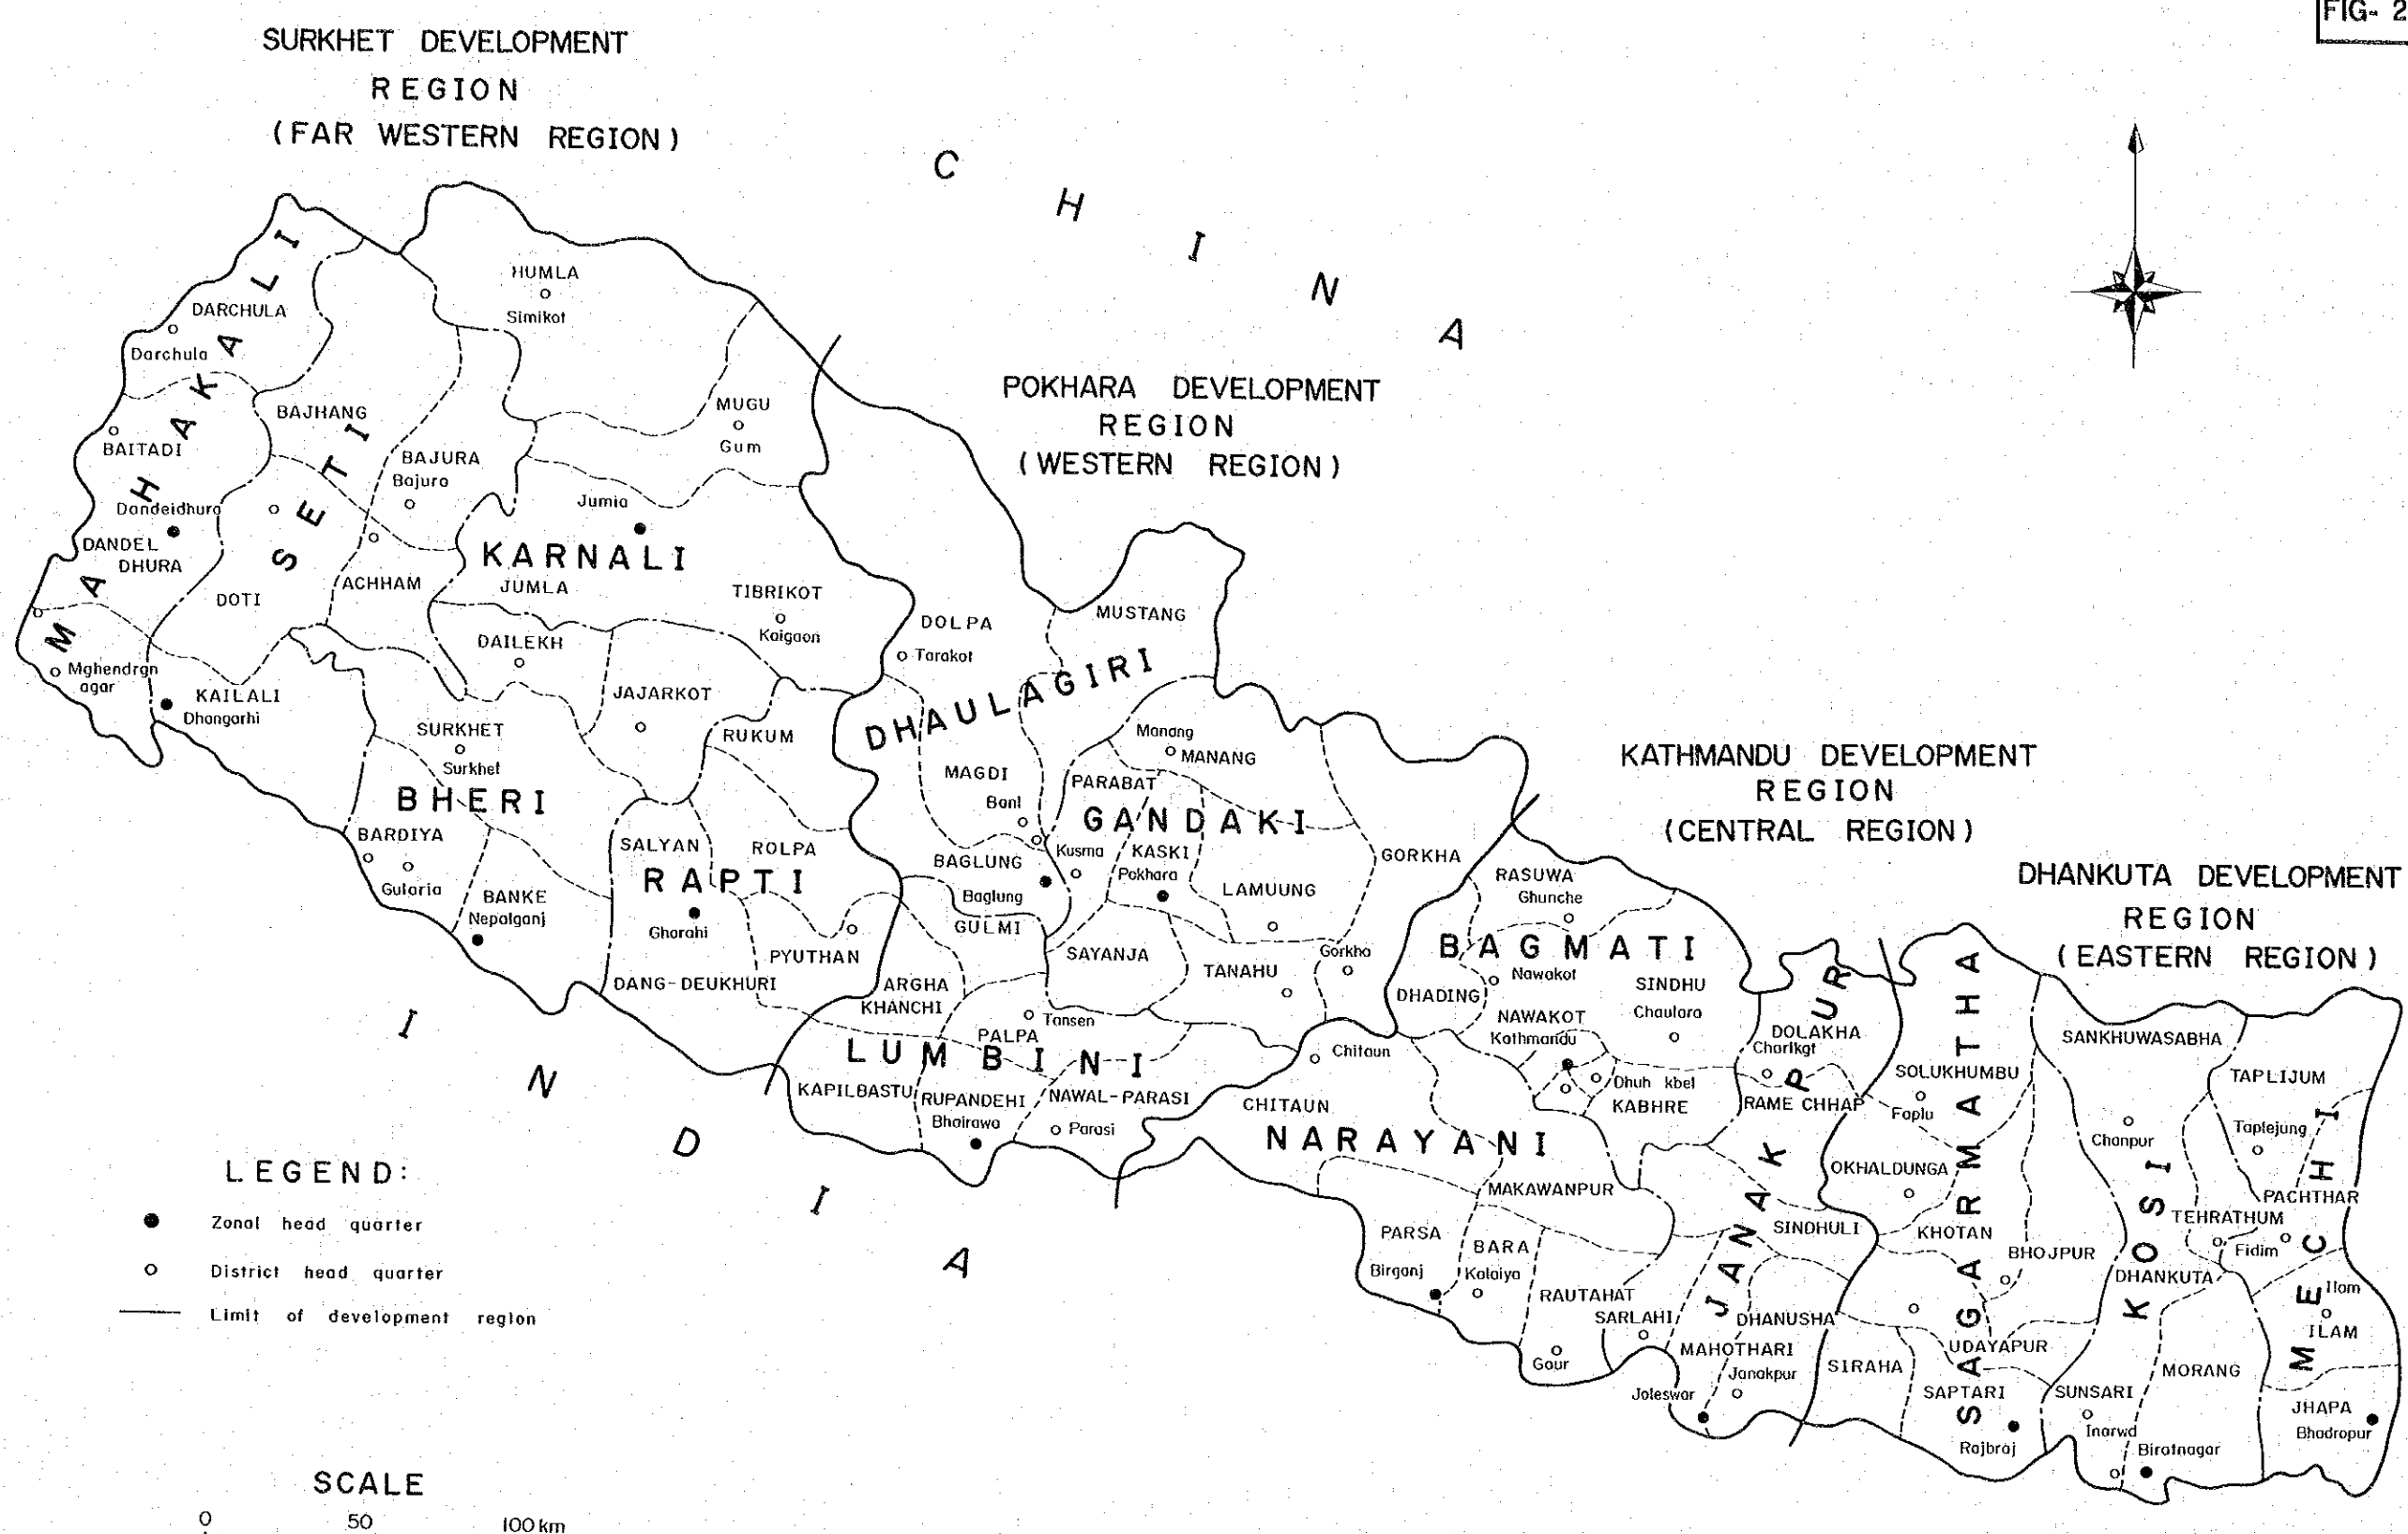 FIG- 2
SURKHET DEVELOPMENT
REGION
(FAR WESTERN REGION)
CHINA
POKHARA DEVELOPMENT
REGION
(WESTERN REGION)
KATHMANDU DEVELOPMENT
REGION
(CENTRAL REGION)
DHANKUTA DEVELOPMENT
REGION
(EASTERN REGION)
INDIA
MAHAKALI
DARCHULA
Darchula
BAITADI
Dandeidhura
DANDEL
DHURA
Mghendrgn
agar
SETI
BAJHANG
BAJURA
Bajura
DOTI
ACHHAM
KAILALI
Dhangarhi
KARNALI
HUMLA
Simikot
MUGU
Gum
Jumia
JUMLA
TIBRIKOT
Kaigaon
BHERI
DAILEKH
JAJARKOT
SURKHET
Surkhet
BARDIYA
Gularia
BANKE
Nepalganj
RAPTI
RUKUM
SALYAN
ROLPA
Ghorahi
PYUTHAN
DANG-DEUKHURI
DHAULAGIRI
DOLPA
Tarakot
MUSTANG
MAGDI
Banl
PARABAT
Kusma
BAGLUNG
Baglung
GANDAKI
Manang
MANANG
KASKI
Pokhara
LAMUUNG
GORKHA
Gorkha
SAYANJA
TANAHU
LUMBINI
GULMI
ARGHA
KHANCHI
Tansen
PALPA
KAPILBASTU
RUPANDEHI
Bhairawa
NAWAL-PARASI
Parasi
BAGMATI
RASUWA
Ghunche
Nawakot
DHADING
NAWAKOT
Kathmandu
SINDHU
Chautara
Dhuh kbel
KABHRE
NARAYANI
Chitaun
CHITAUN
MAKAWANPUR
PARSA
Birganj
BARA
Kalaiya
RAUTAHAT
Gour
JANAKPUR
DOLAKHA
Charlkgt
RAME CHHAP
SINDHULI
SARLAHI
DHANUSHA
MAHOTHARI
Janakpur
Joleswar
SAGARMATHA
SOLUKHUMBU
Faplu
OKHALDUNGA
KHOTAN
UDAYAPUR
SIRAHA
SAPTARI
Rajbraj
KOSI
SANKHUWASABHA
Chanpur
BHOJPUR
TEHRATHUM
DHANKUTA
SUNSARI
Inarwd
MORANG
Biratnagar
MECHI
TAPLIJUM
Taplejung
PACHTHAR
Fidim
Ilam
ILAM
JHAPA
Bhadropur
LEGEND:
Zonal head quarter
District head quarter
Limit of development region
SCALE
0 50 100 km